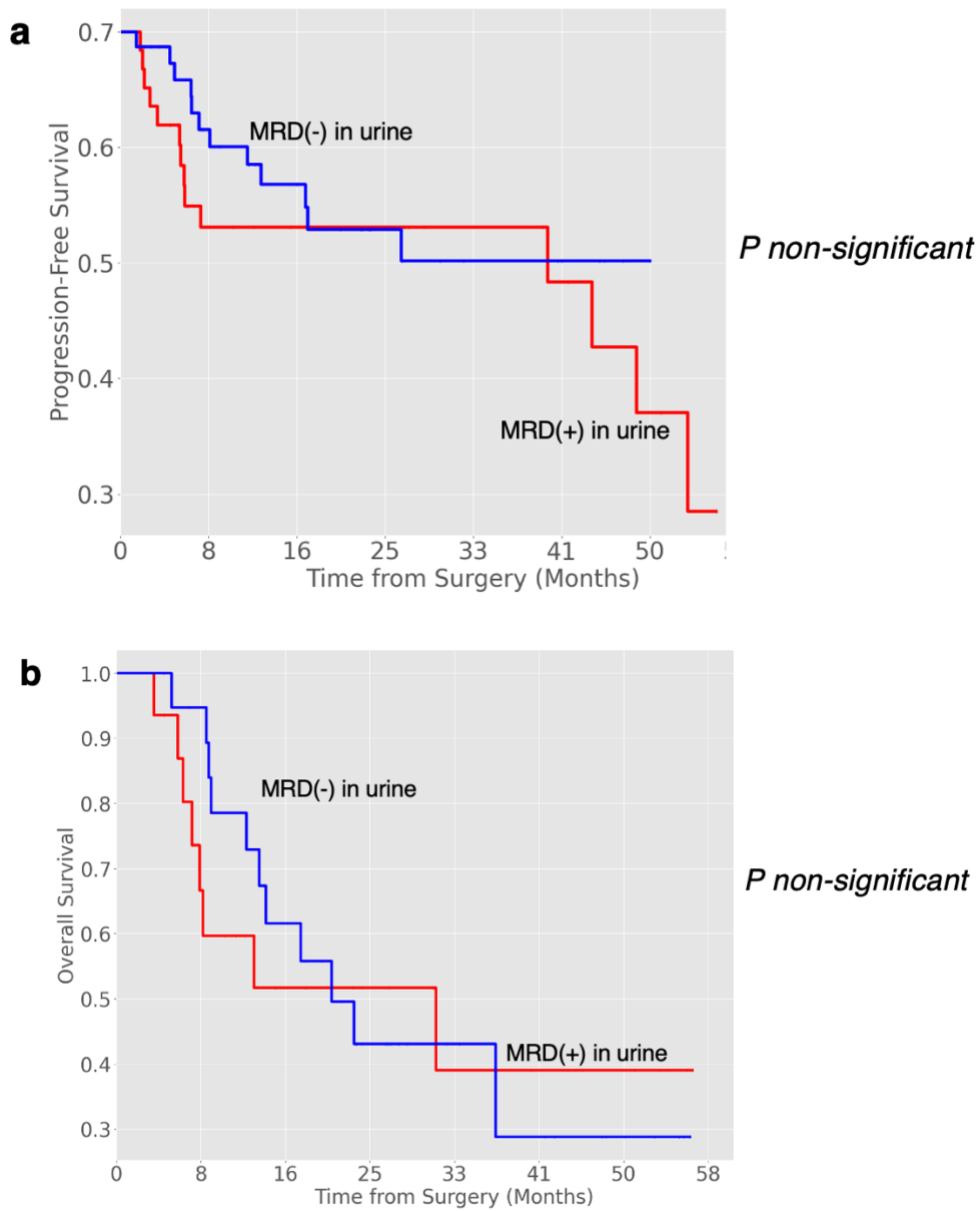 a
0.7
0.6
0.5
0.4
0.3
Progression-Free Survival
MRD(-) in urine
MRD(+) in urine
P non-significant
0 8 16 25 33 41 50
Time from Surgery (Months)
b
1.0
0.9
0.8
0.7
0.6
0.5
0.4
0.3
Overall Survival
MRD(-) in urine
P non-significant
MRD(+) in urine
0 8 16 25 33 41 50 58
Time from Surgery (Months)